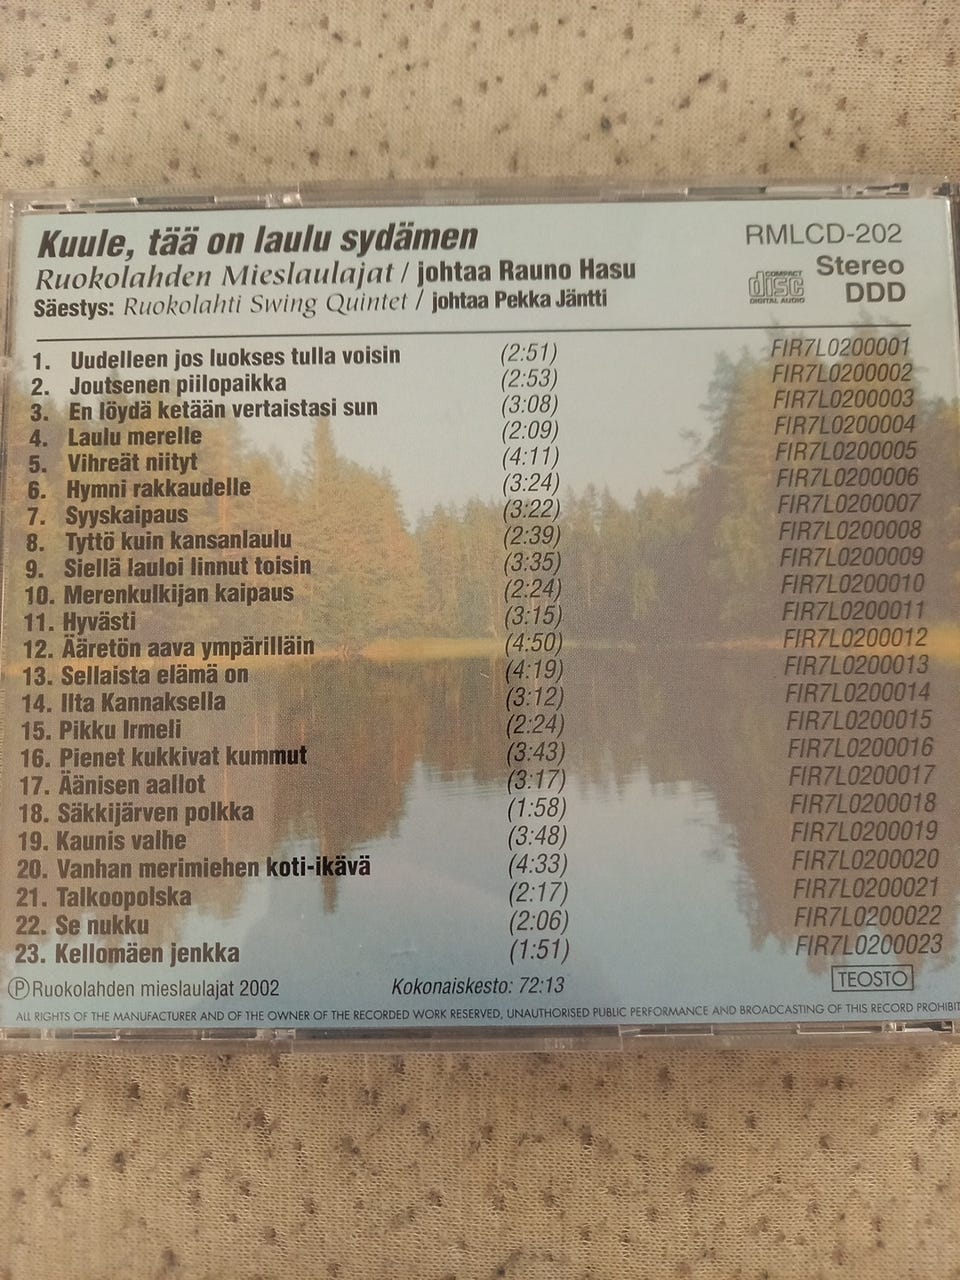 Kuule, tää on laulu sydämen
RMLCD-202
Ruokolahden Mieslaulajat / johtaa Rauno Hasu
Säestys: Ruokolahti Swing Quintet / johtaa Pekka Jäntti
COMPACT disc DIGITAL AUDIO
Stereo
DDD
1. Uudelleen jos luokses tulla voisin (2:51) FIR7L0200001
2. Joutsenen piilopaikka (2:53) FIR7L0200002
3. En löydä ketään vertaistasi sun (3:08) FIR7L0200003
4. Laulu merelle (2:09) FIR7L0200004
5. Vihreät niityt (4:11) FIR7L0200005
6. Hymni rakkaudelle (3:24) FIR7L0200006
7. Syyskaipaus (3:22) FIR7L0200007
8. Tyttö kuin kansanlaulu (2:39) FIR7L0200008
9. Siellä lauloi linnut toisin (3:35) FIR7L0200009
10. Merenkulkijan kaipaus (2:24) FIR7L0200010
11. Hyvästi (3:15) FIR7L0200011
12. Ääretön aava ympärilläin (4:50) FIR7L0200012
13. Sellaista elämä on (4:19) FIR7L0200013
14. Ilta Kannaksella (3:12) FIR7L0200014
15. Pikku Irmeli (2:24) FIR7L0200015
16. Pienet kukkivat kummut (3:43) FIR7L0200016
17. Äänisen aallot (3:17) FIR7L0200017
18. Säkkijärven polkka (1:58) FIR7L0200018
19. Kaunis valhe (3:48) FIR7L0200019
20. Vanhan merimiehen koti-ikävä (4:33) FIR7L0200020
21. Talkoopolska (2:17) FIR7L0200021
22. Se nukku (2:06) FIR7L0200022
23. Kellomäen jenkka (1:51) FIR7L0200023
Ⓟ Ruokolahden mieslaulajat 2002 Kokonaiskesto: 72:13 TEOSTO
ALL RIGHTS OF THE MANUFACTURER AND OF THE OWNER OF THE RECORDED WORK RESERVED, UNAUTHORISED PUBLIC PERFORMANCE AND BROADCASTING OF THIS RECORD PROHIBIT